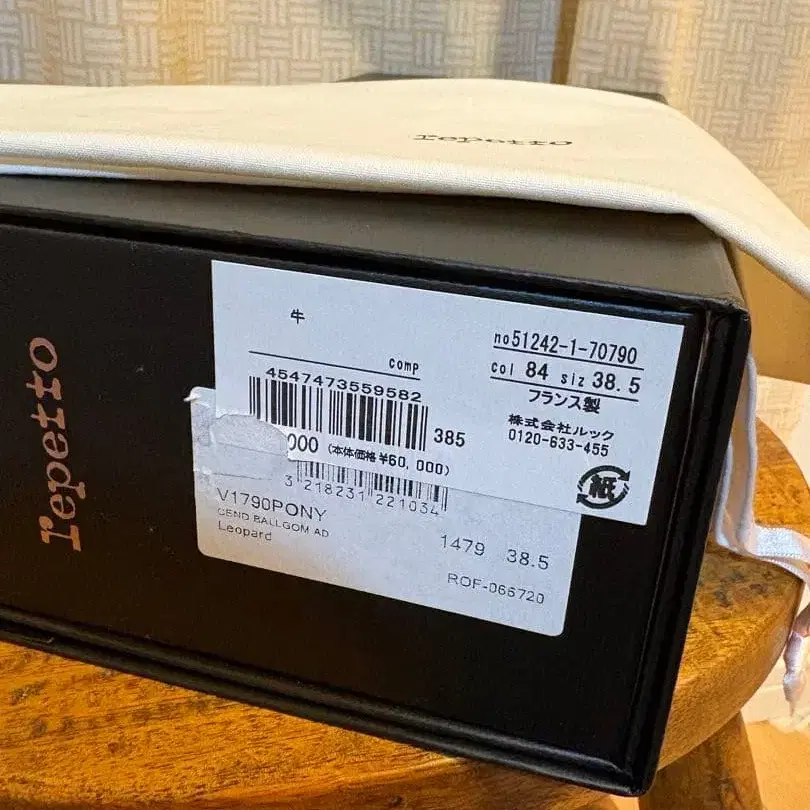 repetto
repetto
牛
comp
no51242-1-70790
col 84 siz 38.5
フランス製
株式会社ルック
0120-633-455
4547473559582
385
000 (本体価格 ¥60,000)
紙
3 218231 221034
V1790PONY
CEND BALLGOM AD
Leopard
1479 38.5
ROF-066720